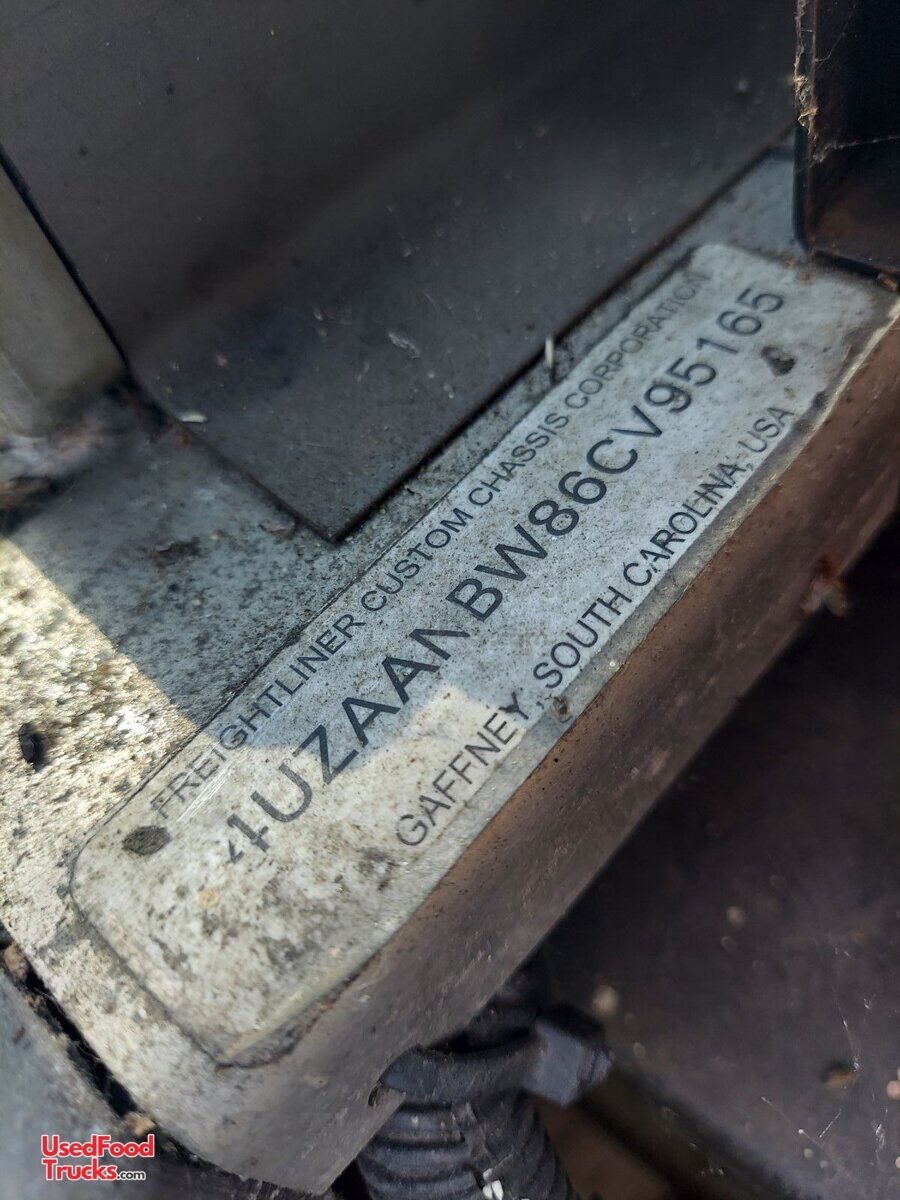 FREIGHTLINER CUSTOM CHASSIS CORPORATION
4UZAANBW86CV95165
GAFFNEY, SOUTH CAROLINA, USA
UsedFood
Trucks.com